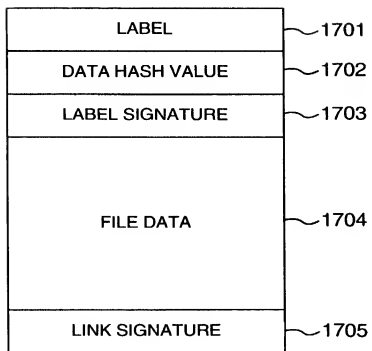 LABEL 1701
DATA HASH VALUE 1702
LABEL SIGNATURE 1703
FILE DATA 1704
LINK SIGNATURE 1705